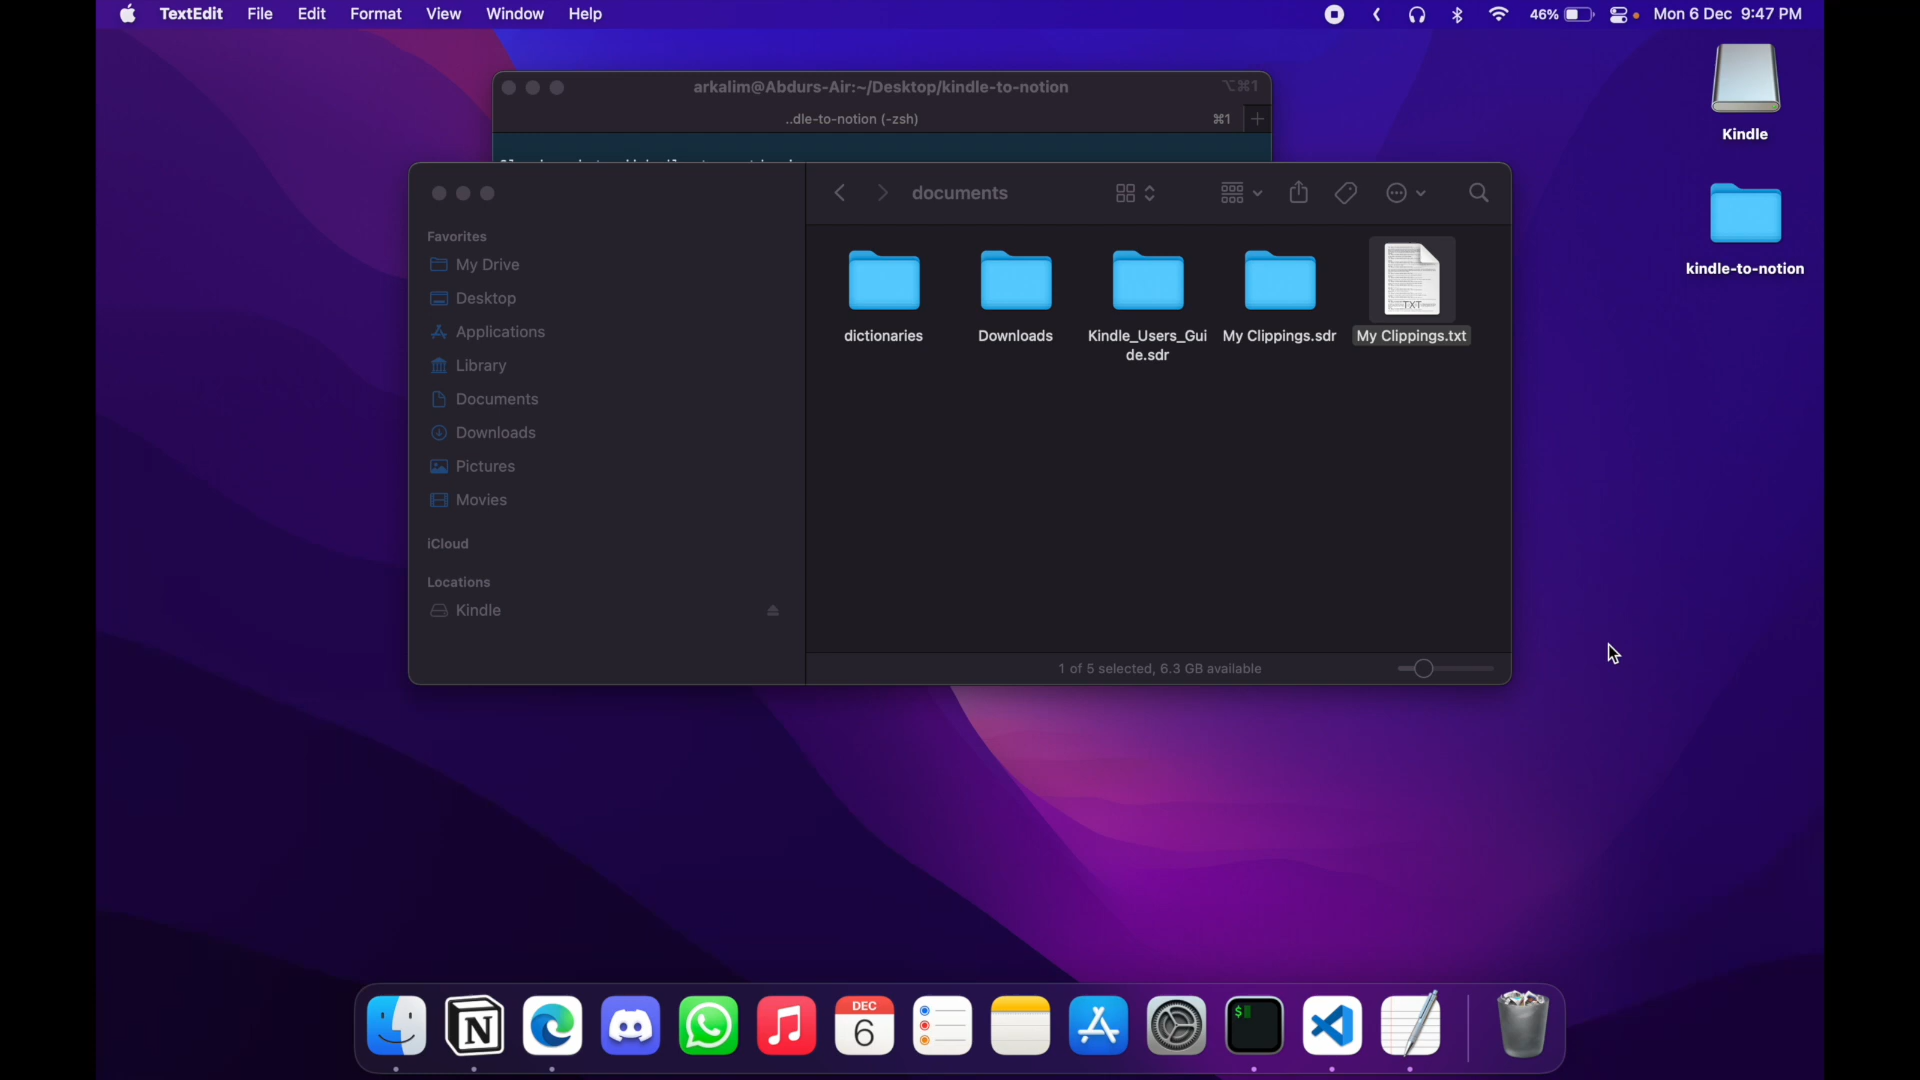 TextEdit File Edit Format View Window Help 46% Mon 6 Dec 9:47 PM
arkalim@Abdurs-Air:~/Desktop/kindle-to-notion ⌥⌘1
..dle-to-notion (-zsh) ⌘1 +
documents
Favorites
My Drive
Desktop
Applications
Library
Documents
Downloads
Pictures
Movies
iCloud
Locations
Kindle
dictionaries
Downloads
Kindle_Users_Gui
de.sdr
My Clippings.sdr
TXT
My Clippings.txt
1 of 5 selected, 6.3 GB available
Kindle
kindle-to-notion
N
DEC
6
$